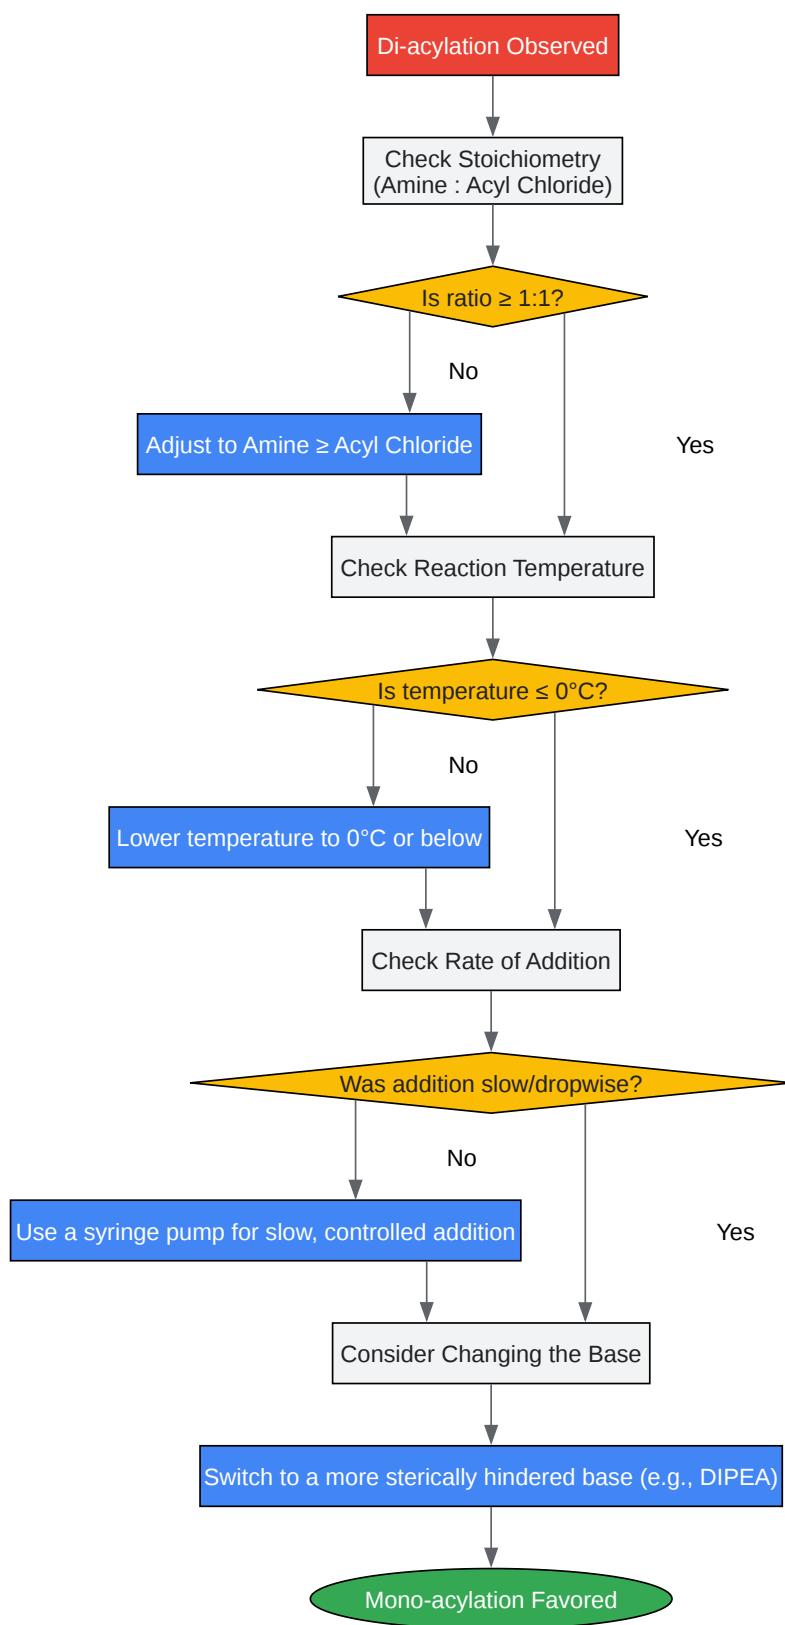 Di-acylation Observed
Check Stoichiometry
(Amine : Acyl Chloride)
Is ratio ≥ 1:1?
No
Adjust to Amine ≥ Acyl Chloride
Yes
Check Reaction Temperature
Is temperature ≤ 0°C?
No
Lower temperature to 0°C or below
Yes
Check Rate of Addition
Was addition slow/dropwise?
No
Use a syringe pump for slow, controlled addition
Yes
Consider Changing the Base
Switch to a more sterically hindered base (e.g., DIPEA)
Mono-acylation Favored